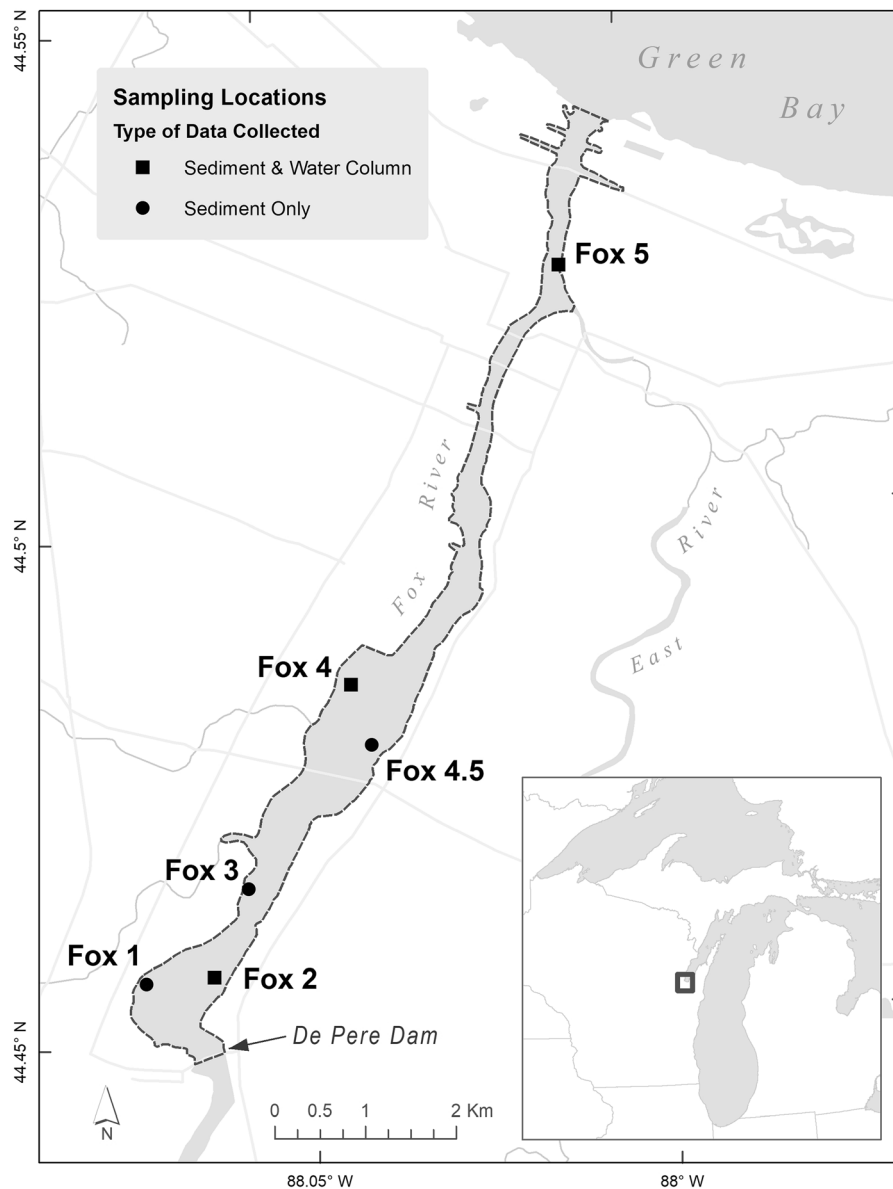 44.55° N
Green
Bay
Sampling Locations
Type of Data Collected
Sediment & Water Column
Sediment Only
Fox 5
Fox River
44.5° N
East River
Fox 4
Fox 4.5
Fox 3
Fox 1
Fox 2
De Pere Dam
44.45° N
N
0 0.5 1 2 Km
88.05° W
88° W